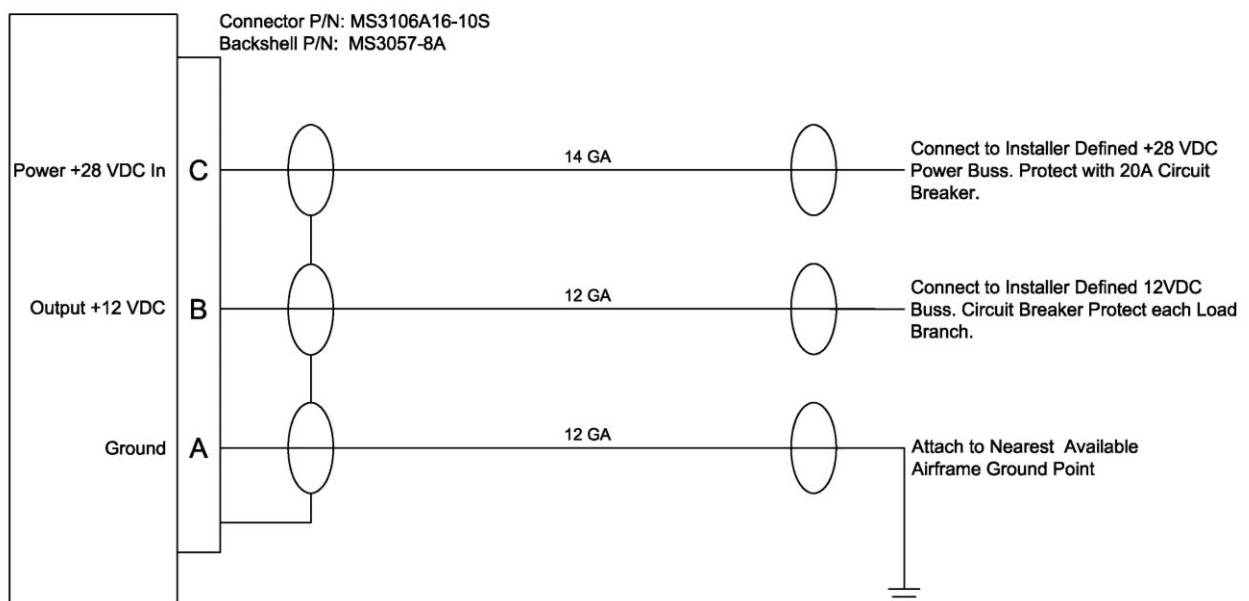 Connector P/N: MS3106A16-10S
Backshell P/N: MS3057-8A
Power +28 VDC In
C
14 GA
Connect to Installer Defined +28 VDC
Power Buss. Protect with 20A Circuit
Breaker.
Output +12 VDC
B
12 GA
Connect to Installer Defined 12VDC
Buss. Circuit Breaker Protect each Load
Branch.
Ground
A
12 GA
Attach to Nearest Available
Airframe Ground Point